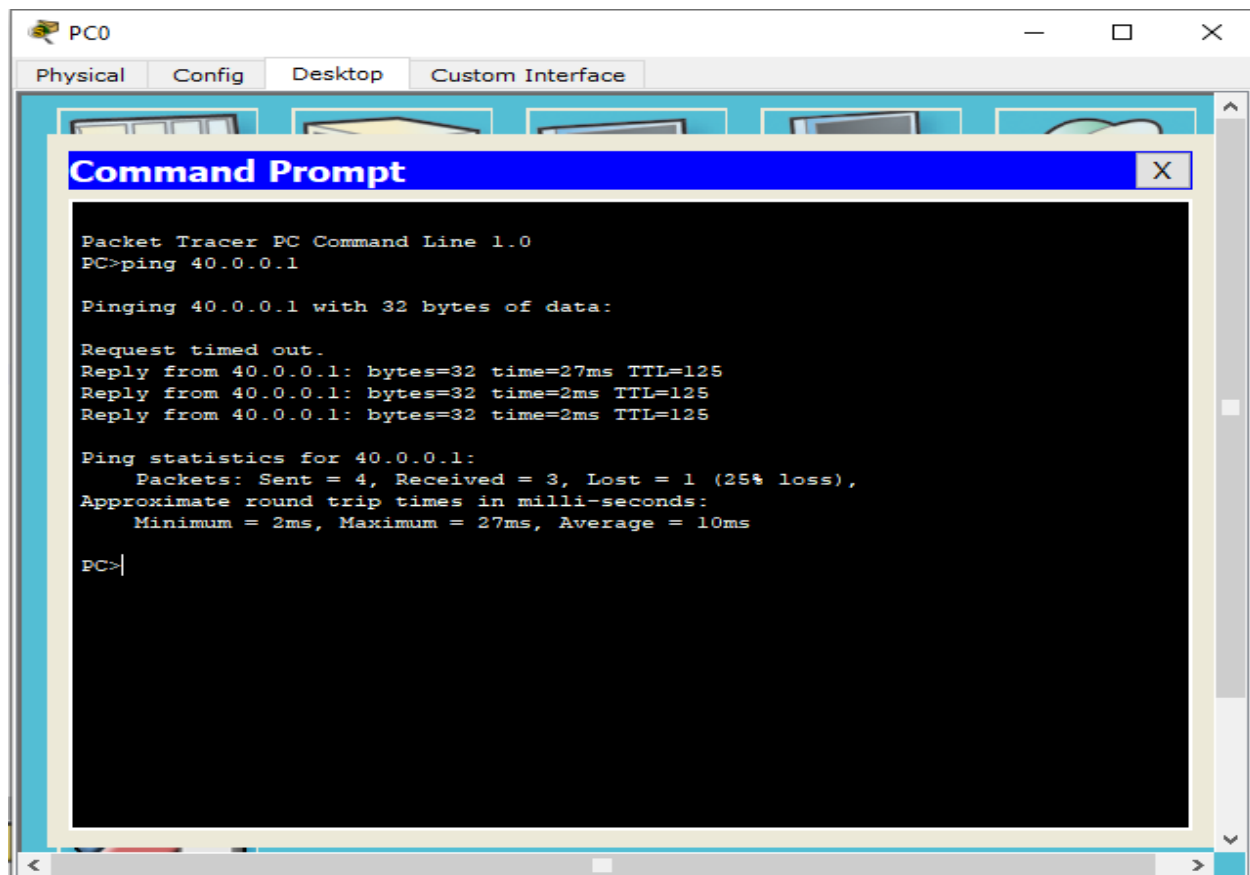 PC0
Physical Config Desktop Custom Interface
Command Prompt
X
Packet Tracer PC Command Line 1.0
PC>ping 40.0.0.1
Pinging 40.0.0.1 with 32 bytes of data:
Request timed out.
Reply from 40.0.0.1: bytes=32 time=27ms TTL=125
Reply from 40.0.0.1: bytes=32 time=2ms TTL=125
Reply from 40.0.0.1: bytes=32 time=2ms TTL=125
Ping statistics for 40.0.0.1:
Packets: Sent = 4, Received = 3, Lost = 1 (25% loss),
Approximate round trip times in milli-seconds:
Minimum = 2ms, Maximum = 27ms, Average = 10ms
PC>